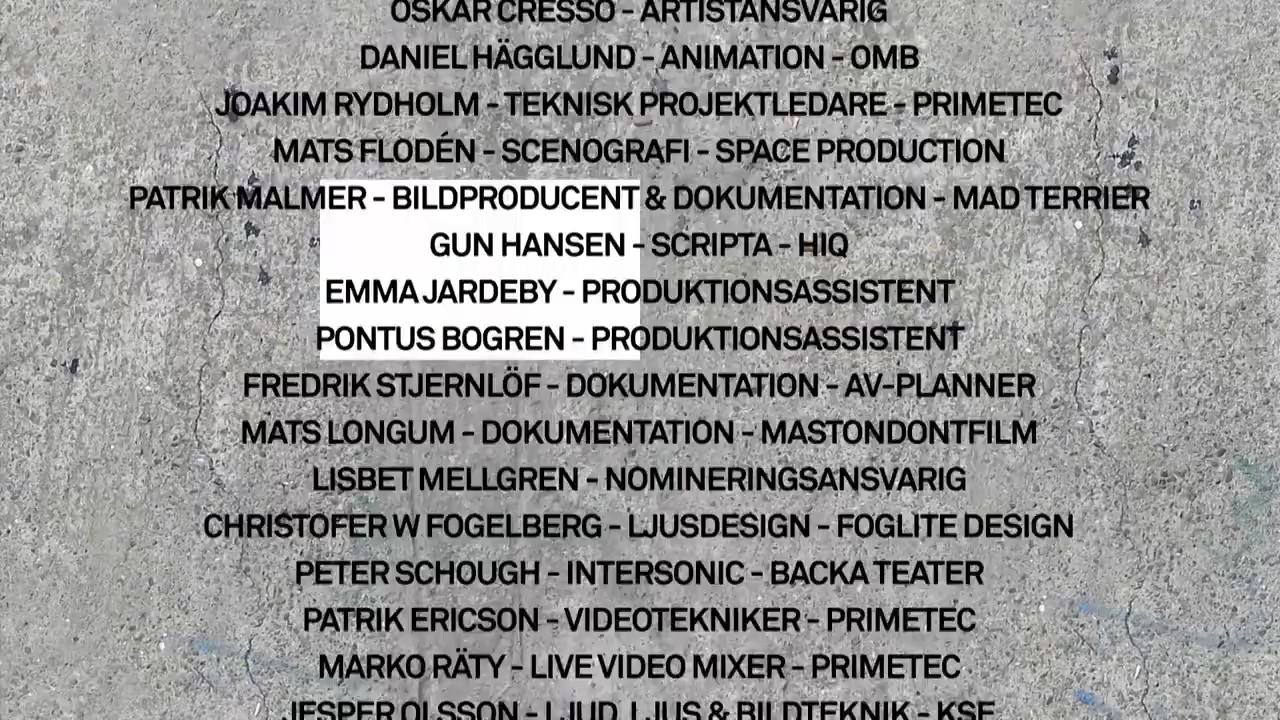 OSKAR CRESSO - ARTISTANSVARIG
DANIEL HÄGGLUND - ANIMATION - OMB
JOAKIM RYDHOLM - TEKNISK PROJEKTLEDARE - PRIMETEC
MATS FLODÉN - SCENOGRAFI - SPACE PRODUCTION
PATRIK MALMER - BILDPRODUCENT & DOKUMENTATION - MAD TERRIER
GUN HANSEN - SCRIPTA - HIQ
EMMA JARDEBY - PRODUKTIONSASSISTENT
PONTUS BOGREN - PRODUKTIONSASSISTENT
FREDRIK STJERNLÖF - DOKUMENTATION - AV-PLANNER
MATS LONGUM - DOKUMENTATION - MASTONDONTFILM
LISBET MELLGREN - NOMINERINGSANSVARIG
CHRISTOFER W FOGELBERG - LJUSDESIGN - FOGLITE DESIGN
PETER SCHOUGH - INTERSONIC - BACKA TEATER
PATRIK ERICSON - VIDEOTEKNIKER - PRIMETEC
MARKO RÄTY - LIVE VIDEO MIXER - PRIMETEC
JESPER OLSSON - LJUD, LJUS & BILDTEKNIK - KSF